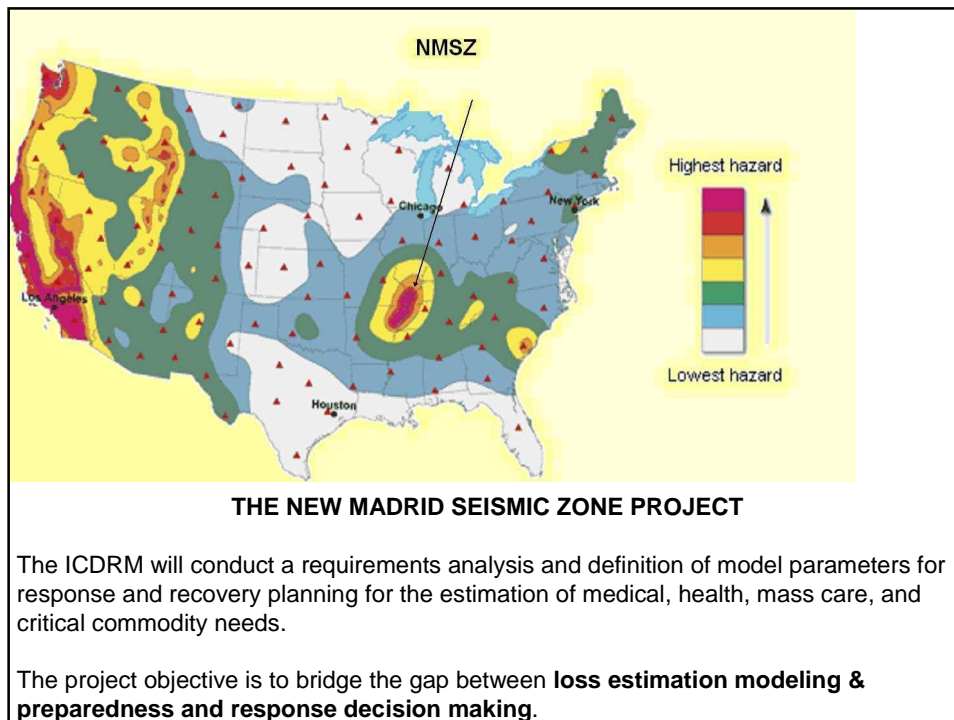 NMSZ
Highest hazard
Chicago
New York
Los Angeles
Houston
Lowest hazard
THE NEW MADRID SEISMIC ZONE PROJECT
The ICDRM will conduct a requirements analysis and definition of model parameters for
response and recovery planning for the estimation of medical, health, mass care, and
critical commodity needs.
The project objective is to bridge the gap between loss estimation modeling &
preparedness and response decision making.